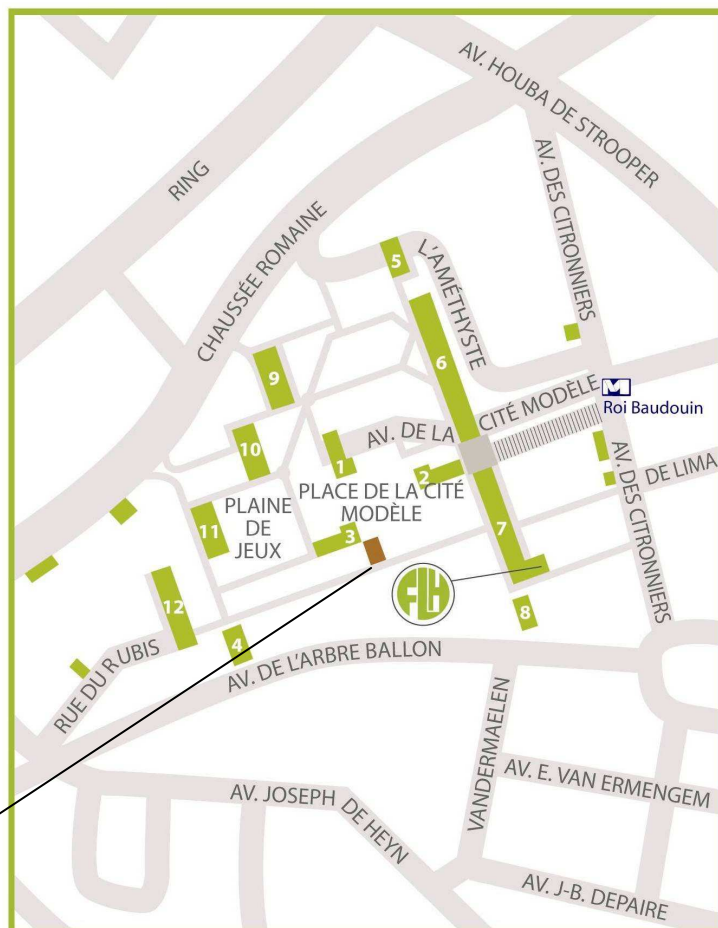 AV. HOUBA DE STROOPER
RING
AV. DES CITRONNIERS
CHAUSSÉE ROMAINE
L'AMÉTHYSTE
5
6
9
M
Roi Baudouin
AV. DE LA CITÉ MODÈLE
10
1
2
AV. DES CITRONNIERS
DE LIMA
PLACE DE LA CITÉ
MODÈLE
PLAINE
DE
JEUX
11
3
7
FLH
12
8
4
RUE DU RUBIS
AV. DE L'ARBRE BALLON
VANDERMAELEN
AV. E. VAN ERMENGEM
AV. JOSEPH DE HEYN
AV. J-B. DEPAIRE